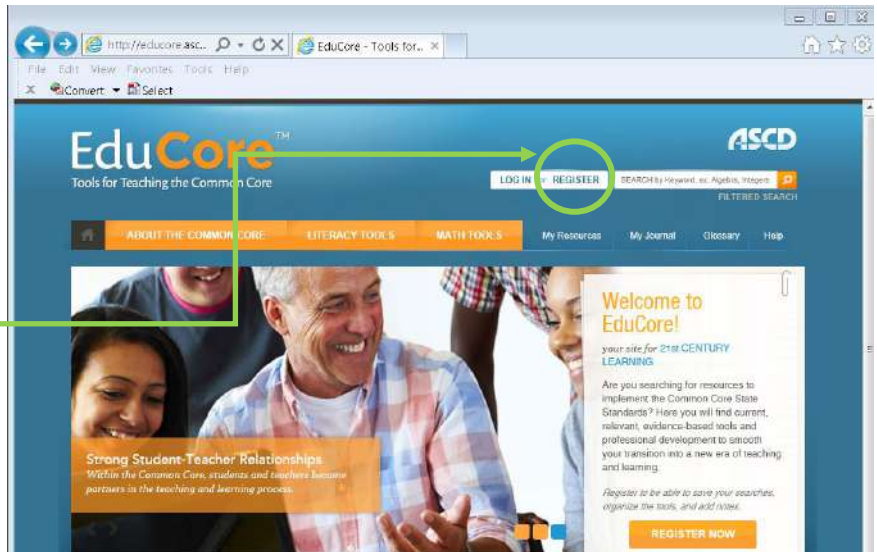 http://educore.asc..
EduCore - Tools for..
File Edit View Favorites Tools Help
x Convert Select
EduCore™
Tools for Teaching the Common Core
ASCD
LOG IN or REGISTER
SEARCH by Keyword, ex: Algebra, Integers
FILTERED SEARCH
ABOUT THE COMMON CORE LITERACY TOOLS MATH TOOLS My Resources My Journal Glossary Help
Welcome to
EduCore!
your site for 21st CENTURY
LEARNING
Are you searching for resources to
implement the Common Core State
Standards? Here you will find current,
relevant, evidence-based tools and
professional development to smooth
your transition into a new era of teaching
and learning.
Register to be able to save your searches,
organize the tools, and add notes.
REGISTER NOW
Strong Student-Teacher Relationships
Within the Common Core, students and teachers become
partners in the teaching and learning process.